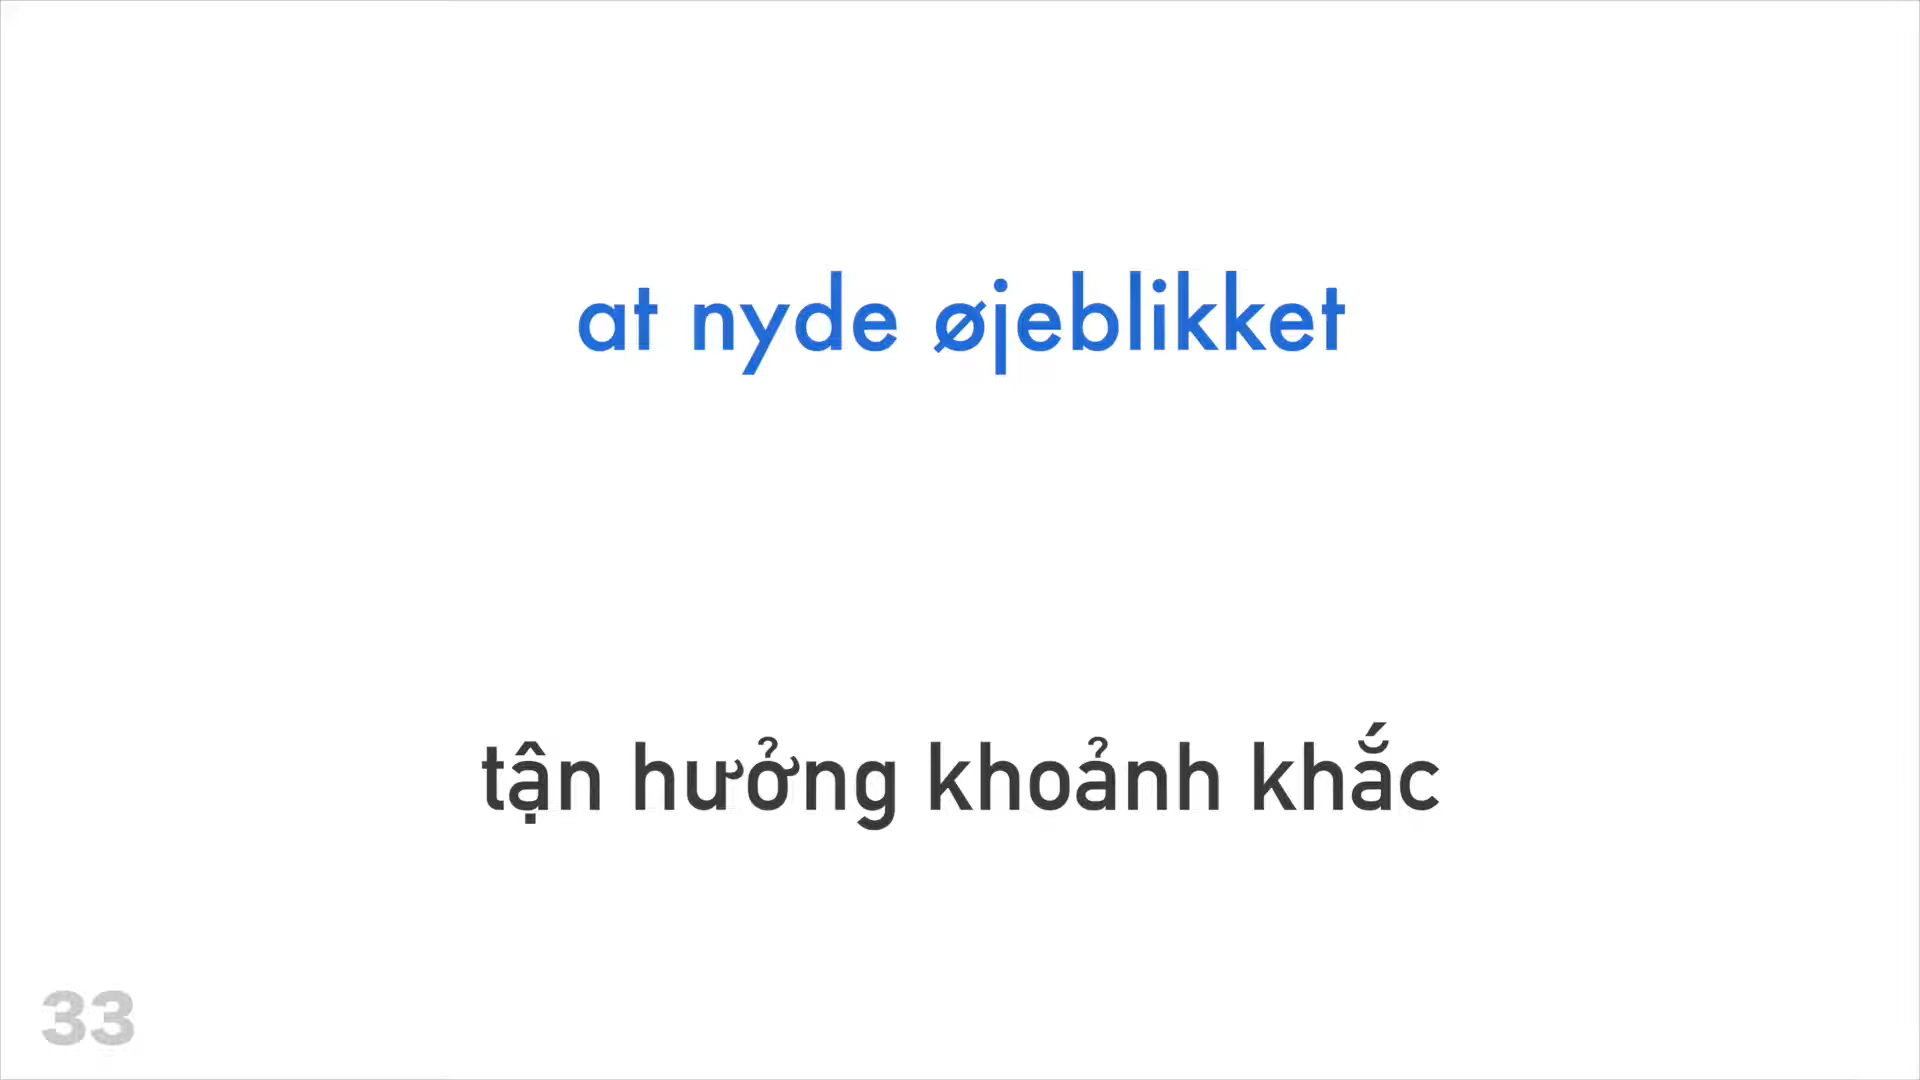 at nyde øjeblikket
tận hưởng khoảnh khắc
33